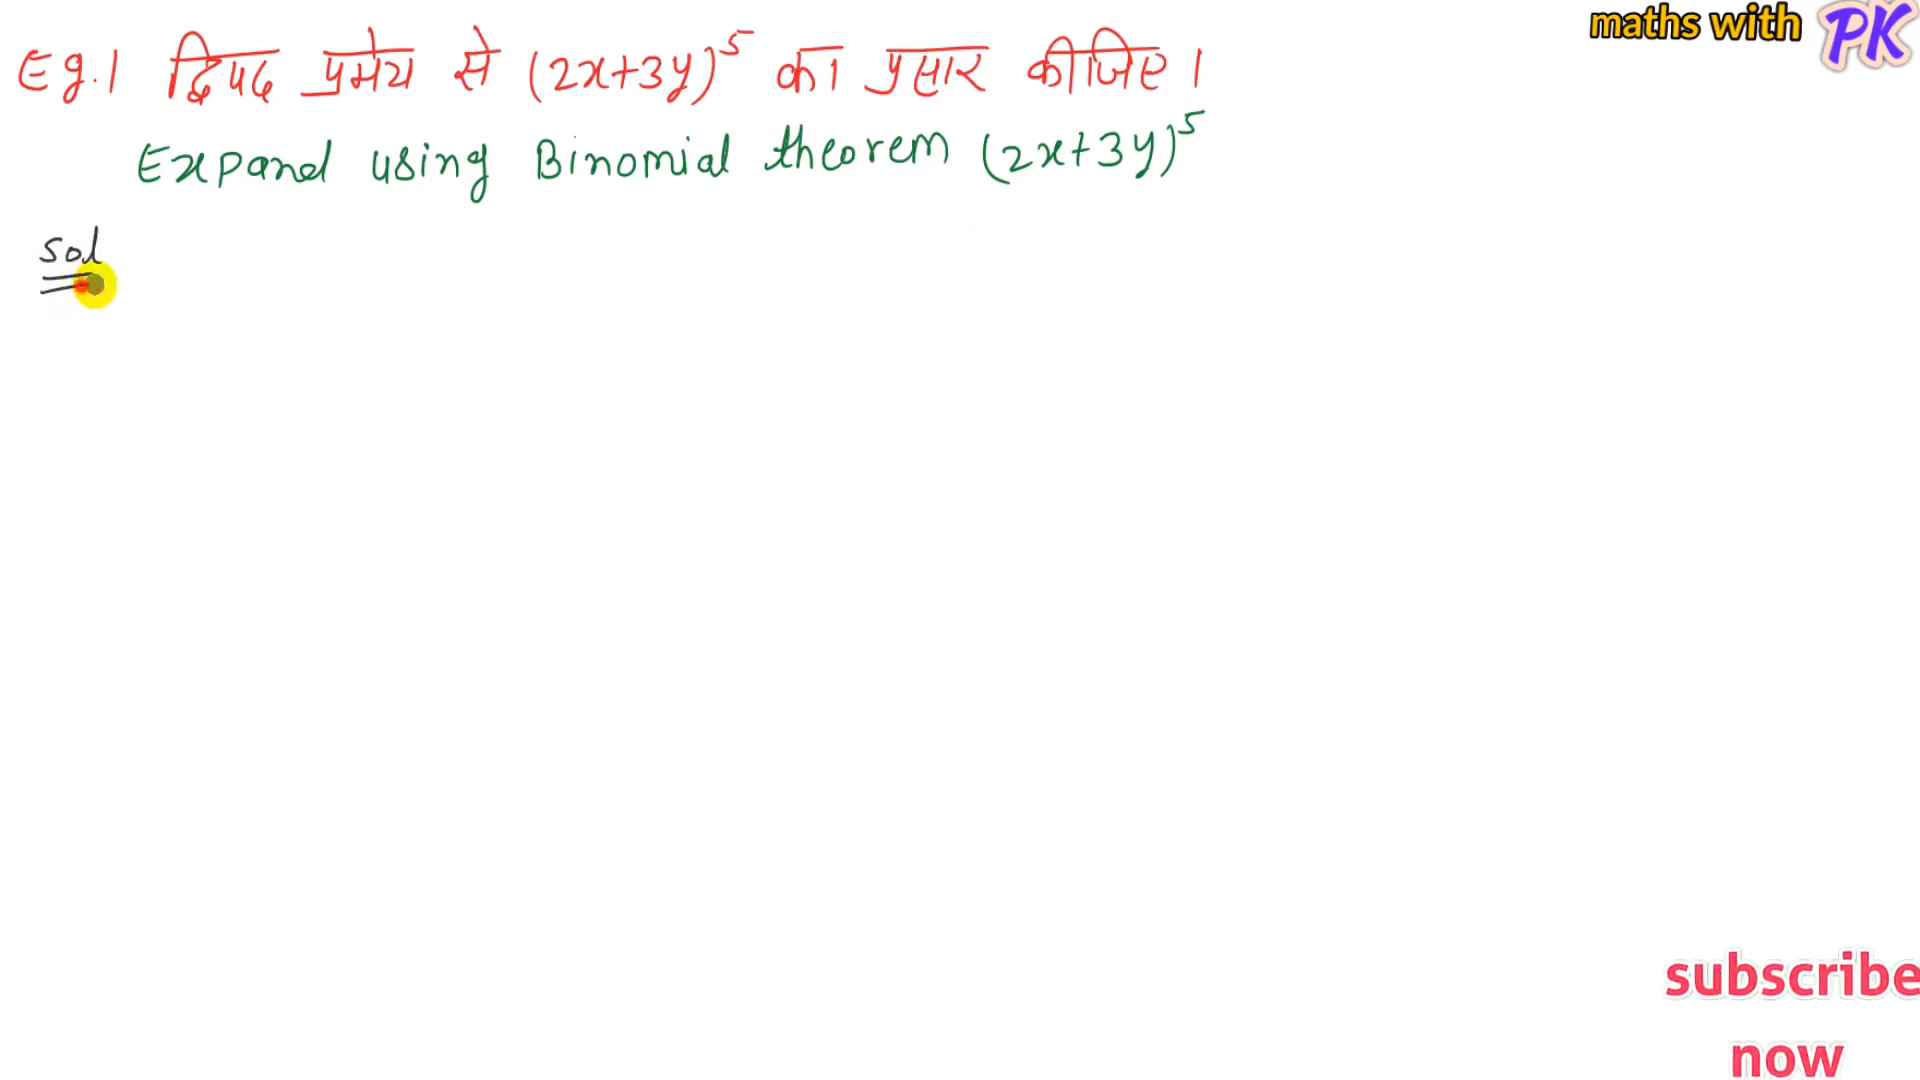 maths with PK
Eg.1 द्विपद प्रमेय से (2x+3y)^5 का प्रसार कीजिए।
Expand using Binomial theorem (2x+3y)^5
Sol
subscribe
now